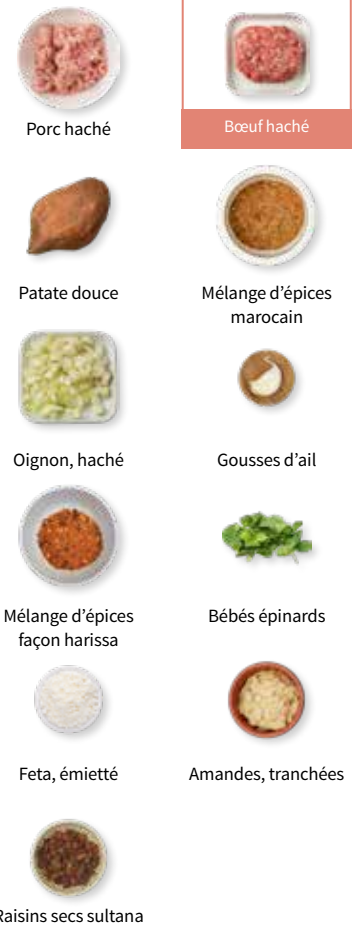 Porc haché
Bœuf haché
Patate douce
Mélange d'épices
marocain
Oignon, haché
Gousses d'ail
Mélange d'épices
façon harissa
Bébés épinards
Feta, émietté
Amandes, tranchées
Raisins secs sultana